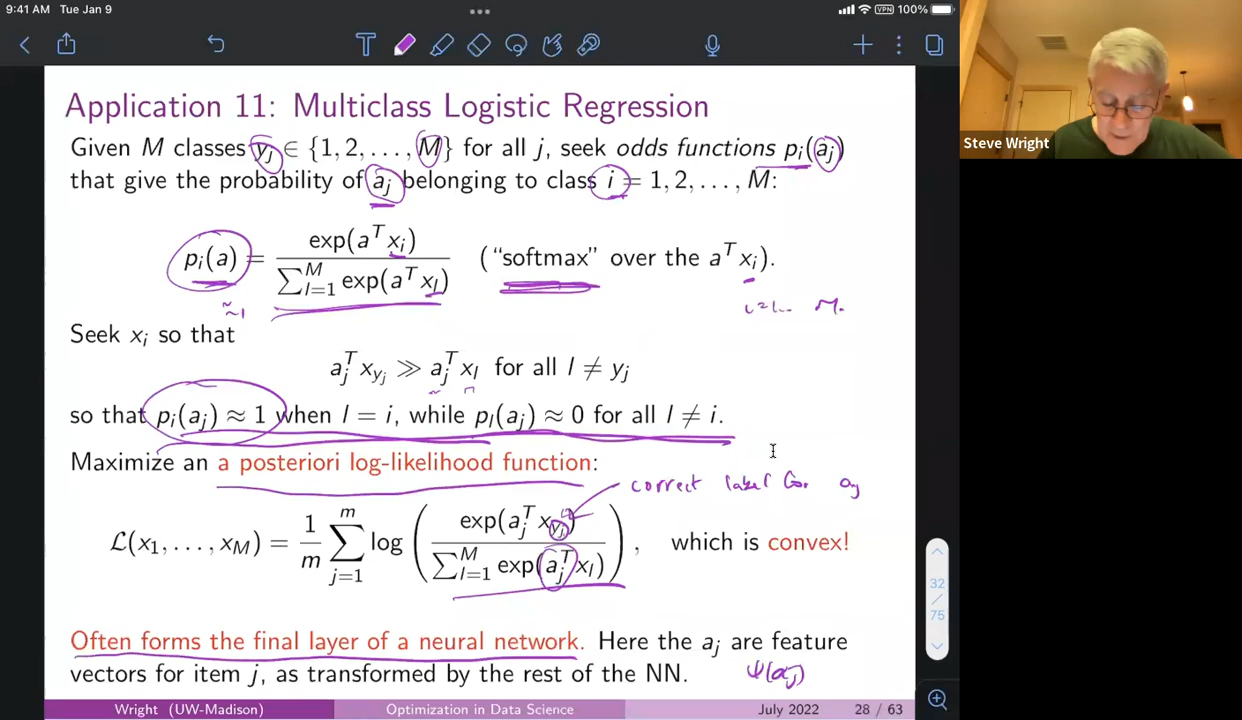 9:41 AM Tue Jan 9
VPN 100%
Application 11: Multiclass Logistic Regression
Given M classes y_j ∈ {1, 2, . . . , M} for all j, seek odds functions p_i(a_j)
that give the probability of a_j belonging to class i = 1, 2, . . . , M:
p_i(a) = exp(a^T x_i) / ∑_{l=1}^M exp(a^T x_l) ("softmax" over the a^T x_i).
Seek x_i so that
a_j^T x_{y_j} ≫ a_j^T x_l for all l ≠ y_j
so that p_i(a_j) ≈ 1 when l = i, while p_l(a_j) ≈ 0 for all l ≠ i.
Maximize an a posteriori log-likelihood function:
correct label for a_j
L(x_1, . . . , x_M) = 1/m ∑_{j=1}^m log ( exp(a_j^T x_{y_j}) / ∑_{l=1}^M exp(a_j^T x_l) ) , which is convex!
Often forms the final layer of a neural network. Here the a_j are feature
vectors for item j, as transformed by the rest of the NN. ψ(a_j)
Wright (UW-Madison) Optimization in Data Science July 2022 28 / 63
32 / 75
Steve Wright